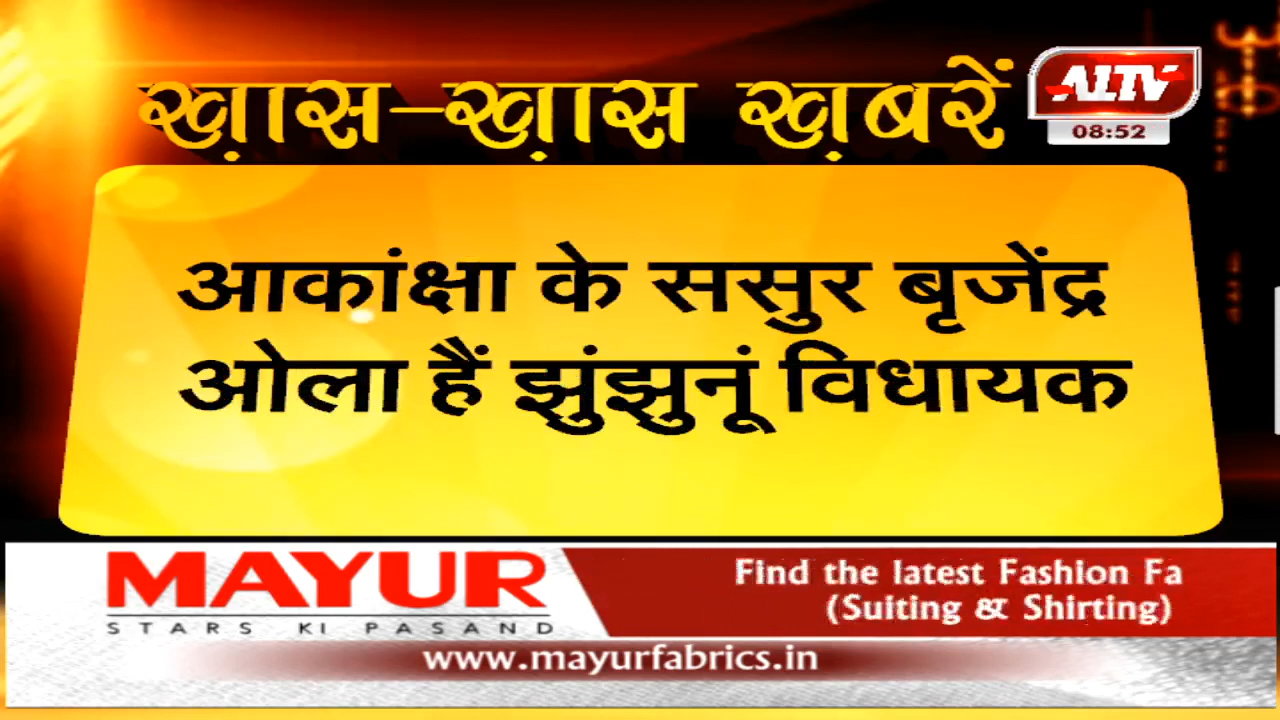 ख़ास-ख़ास ख़बरें
A1TV
08:52
आकांक्षा के ससुर बृजेंद्र
ओला हैं झुंझुनूं विधायक
MAYUR
STARS KI PASAND
Find the latest Fashion Fa
(Suiting & Shirting)
www.mayurfabrics.in